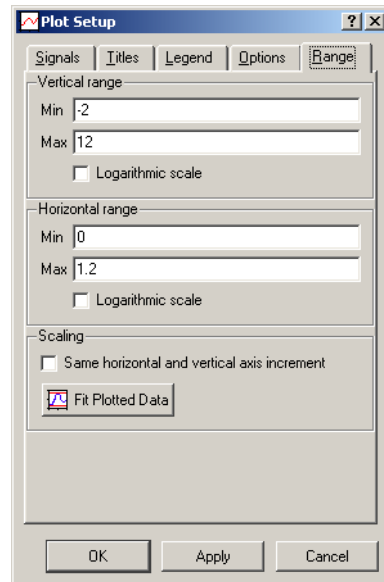 Plot Setup
Signals Titles Legend Options Range
Vertical range
Min -2
Max 12
Logarithmic scale
Horizontal range
Min 0
Max 1.2
Logarithmic scale
Scaling
Same horizontal and vertical axis increment
Fit Plotted Data
OK Apply Cancel